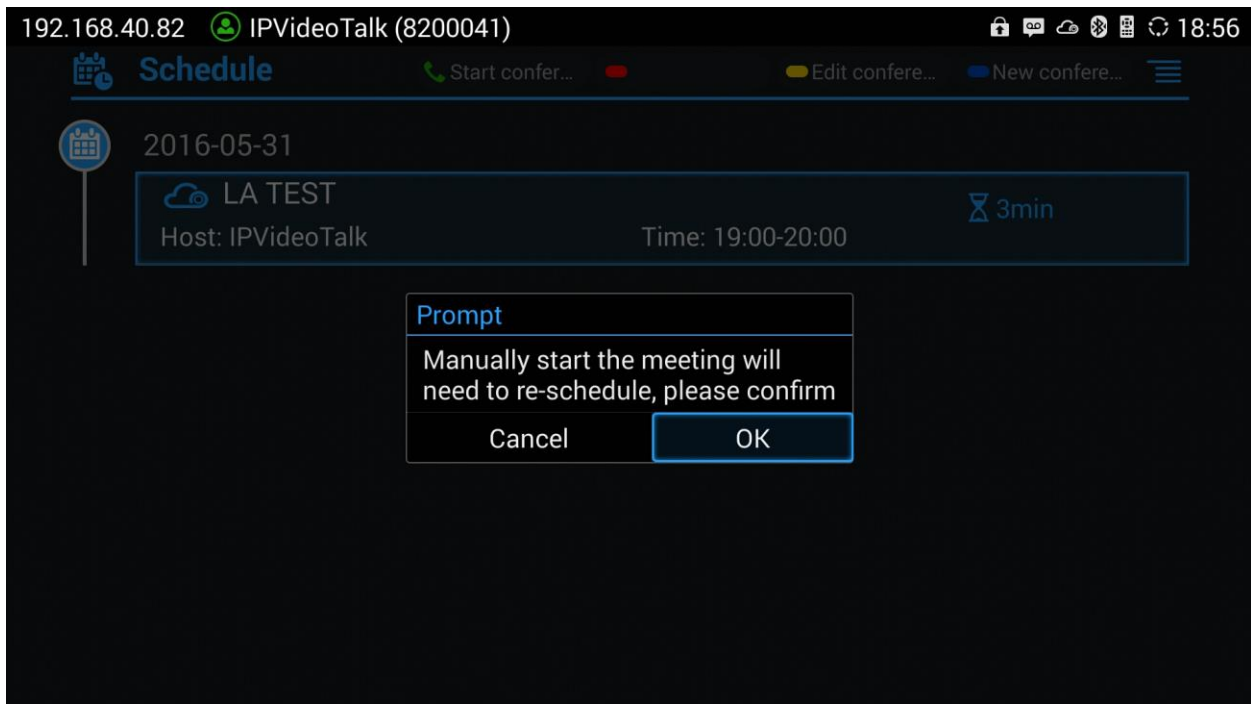 192.168.40.82 IPVideoTalk (8200041) 18:56
Schedule Start confer... Edit confere... New confere...
2016-05-31
LA TEST
3min
Host: IPVideoTalk Time: 19:00-20:00
Prompt
Manually start the meeting will
need to re-schedule, please confirm
Cancel OK